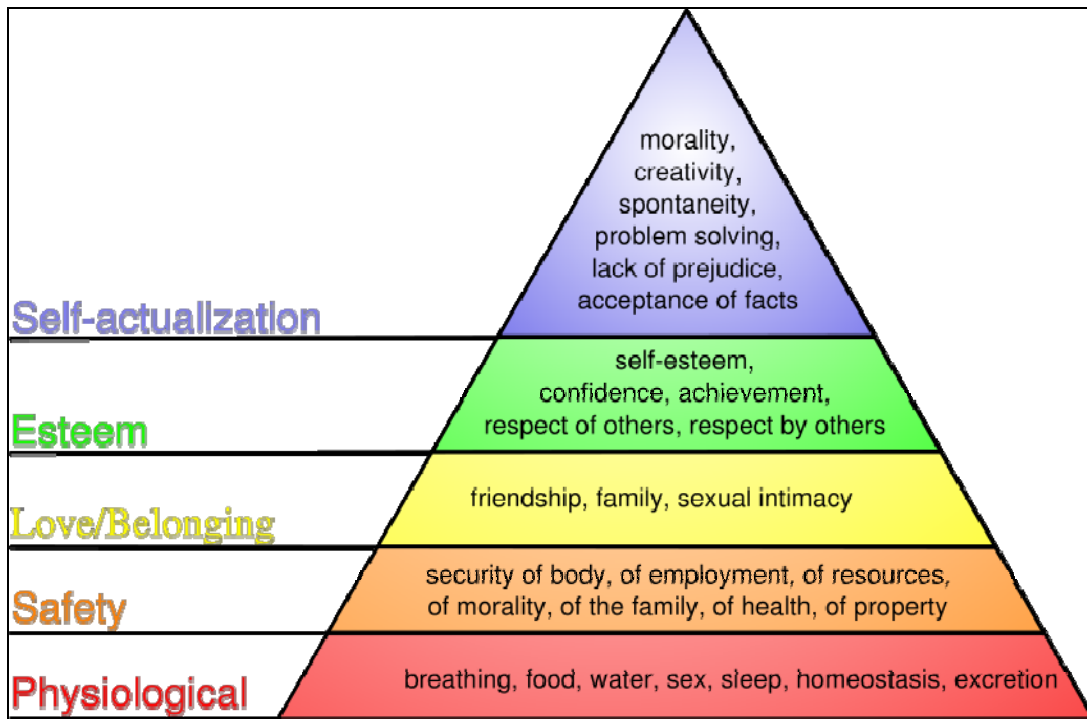 morality,
creativity,
spontaneity,
problem solving,
lack of prejudice,
acceptance of facts
Self-actualization
self-esteem,
confidence, achievement,
respect of others, respect by others
Esteem
friendship, family, sexual intimacy
Love/Belonging
security of body, of employment, of resources,
of morality, of the family, of health, of property
Safety
breathing, food, water, sex, sleep, homeostasis, excretion
Physiological